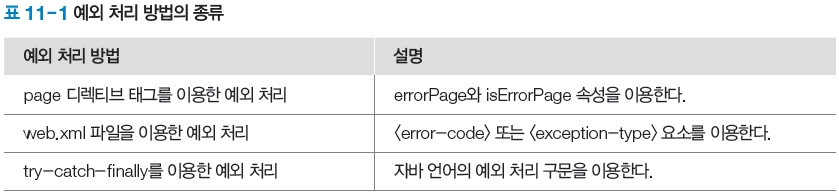 표 11-1 예외 처리 방법의 종류
예외 처리 방법 설명
page 디렉티브 태그를 이용한 예외 처리 errorPage와 isErrorPage 속성을 이용한다.
web.xml 파일을 이용한 예외 처리 〈error-code〉 또는 〈exception-type〉 요소를 이용한다.
try-catch-finally를 이용한 예외 처리 자바 언어의 예외 처리 구문을 이용한다.